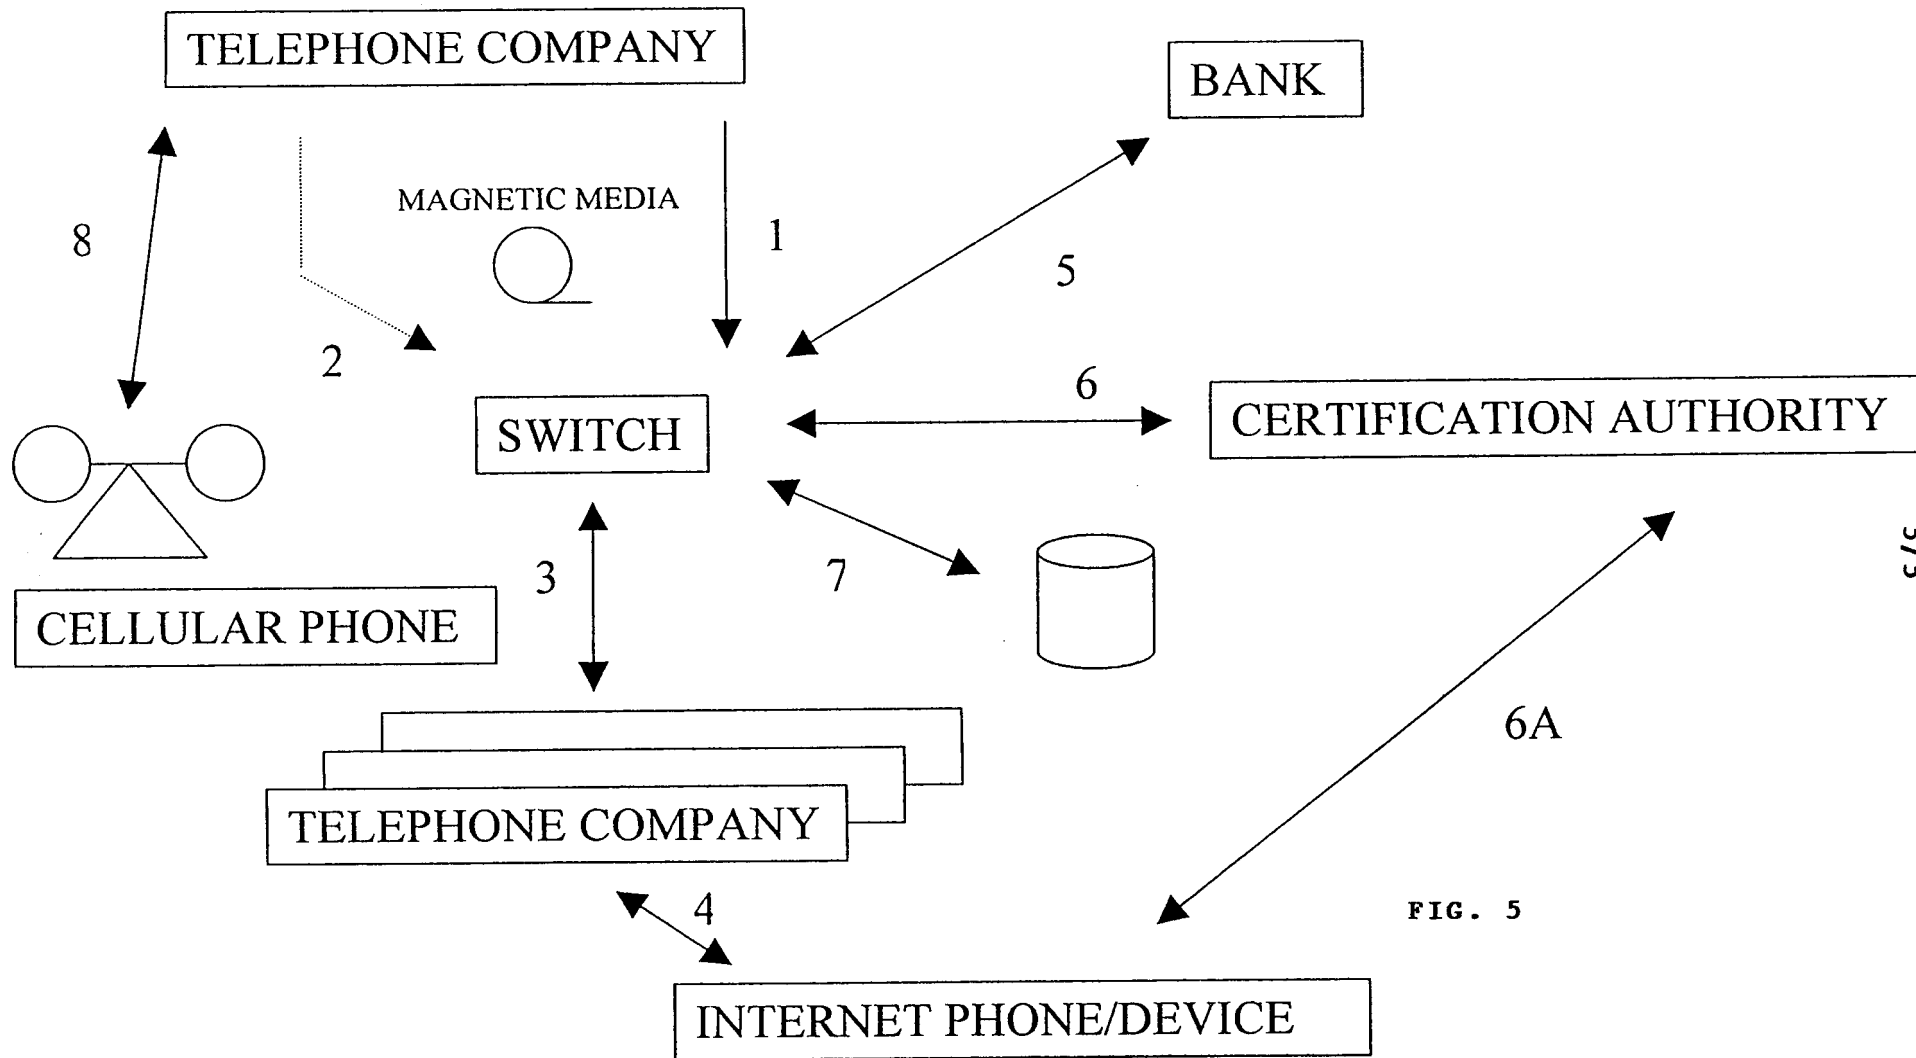 TELEPHONE COMPANY
BANK
MAGNETIC MEDIA
8
1
5
2
6
SWITCH
CERTIFICATION AUTHORITY
3
7
CELLULAR PHONE
6A
TELEPHONE COMPANY
4
FIG. 5
INTERNET PHONE/DEVICE